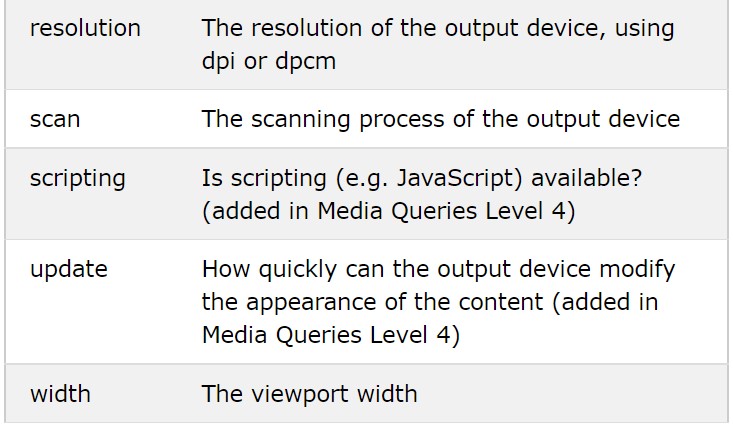 resolution The resolution of the output device, using
dpi or dpcm
scan The scanning process of the output device
scripting Is scripting (e.g. JavaScript) available?
(added in Media Queries Level 4)
update How quickly can the output device modify
the appearance of the content (added in
Media Queries Level 4)
width The viewport width